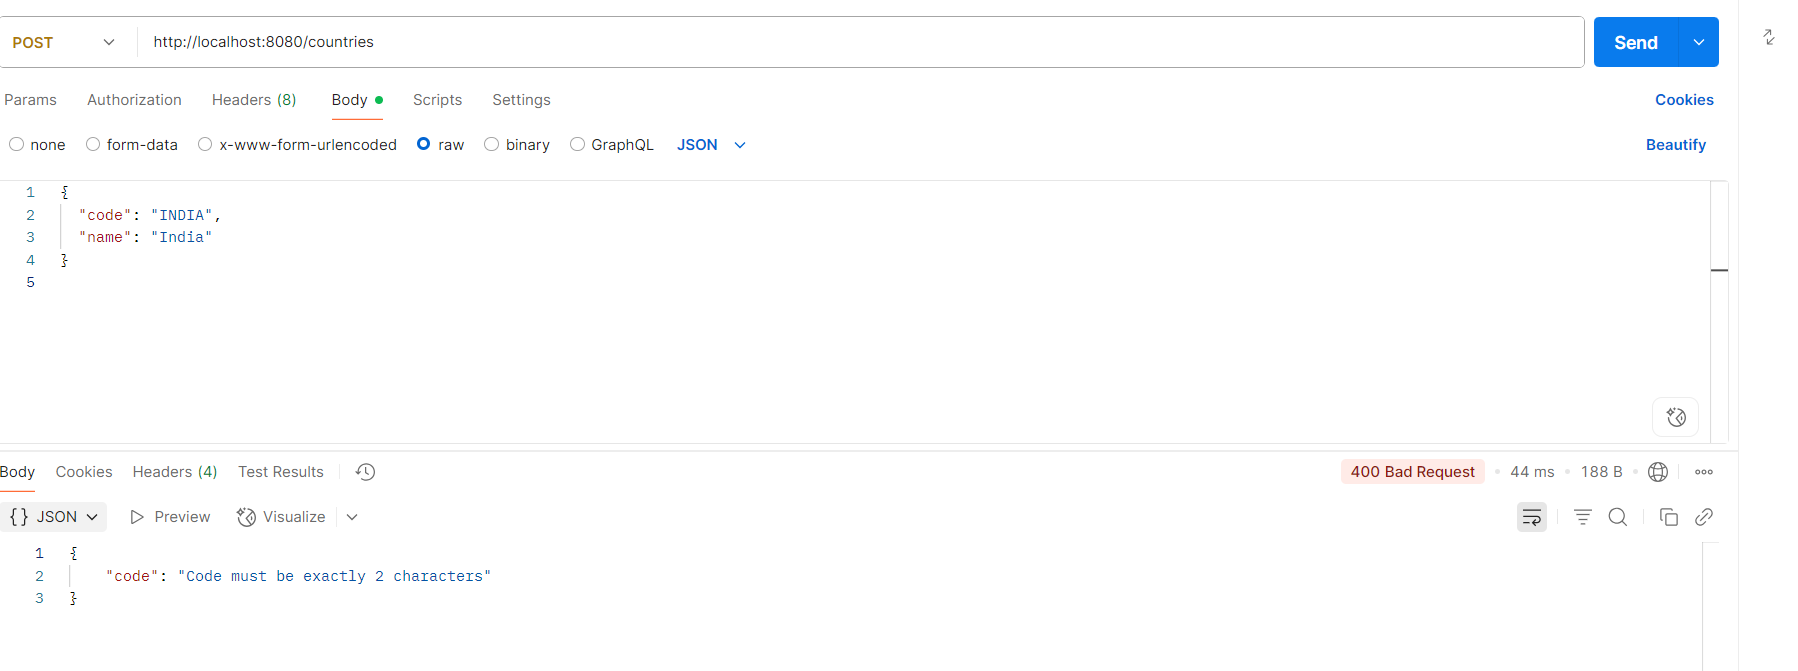 POST http://localhost:8080/countries Send
Params Authorization Headers (8) Body Scripts Settings Cookies
none form-data x-www-form-urlencoded raw binary GraphQL JSON Beautify
1 {
2 "code": "INDIA",
3 "name": "India"
4 }
5
Body Cookies Headers (4) Test Results 400 Bad Request 44 ms 188 B
{} JSON Preview Visualize
1 {
2 "code": "Code must be exactly 2 characters"
3 }